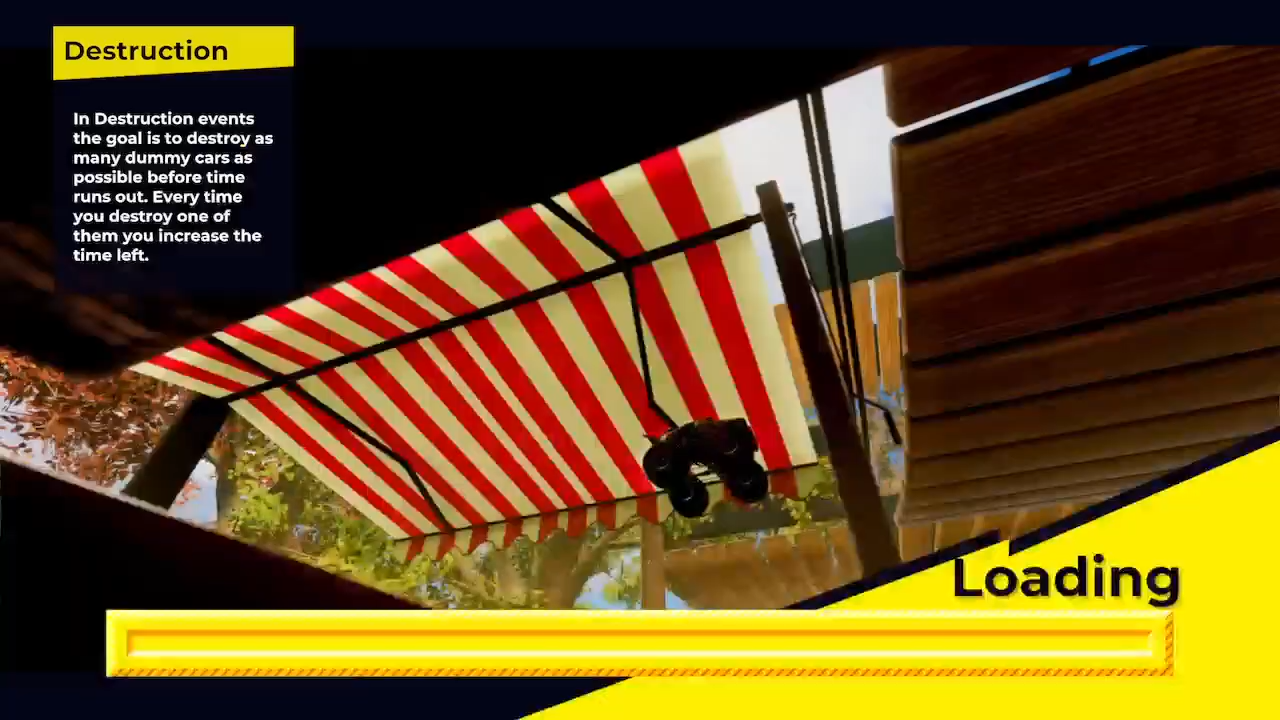 Destruction
In Destruction events
the goal is to destroy as
many dummy cars as
possible before time
runs out. Every time
you destroy one of
them you increase the
time left.
Loading